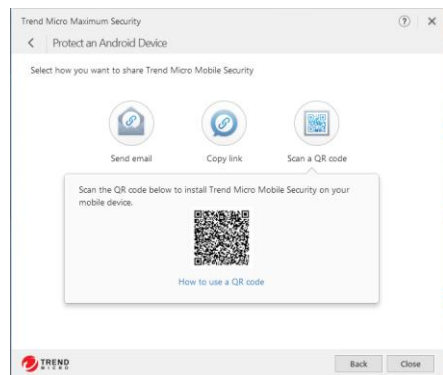 Trend Micro Maximum Security
Protect an Android Device
Select how you want to share Trend Micro Mobile Security
Send email
Copy link
Scan a QR code
Scan the QR code below to install Trend Micro Mobile Security on your
mobile device.
How to use a QR code
TREND
MICRO
Back
Close